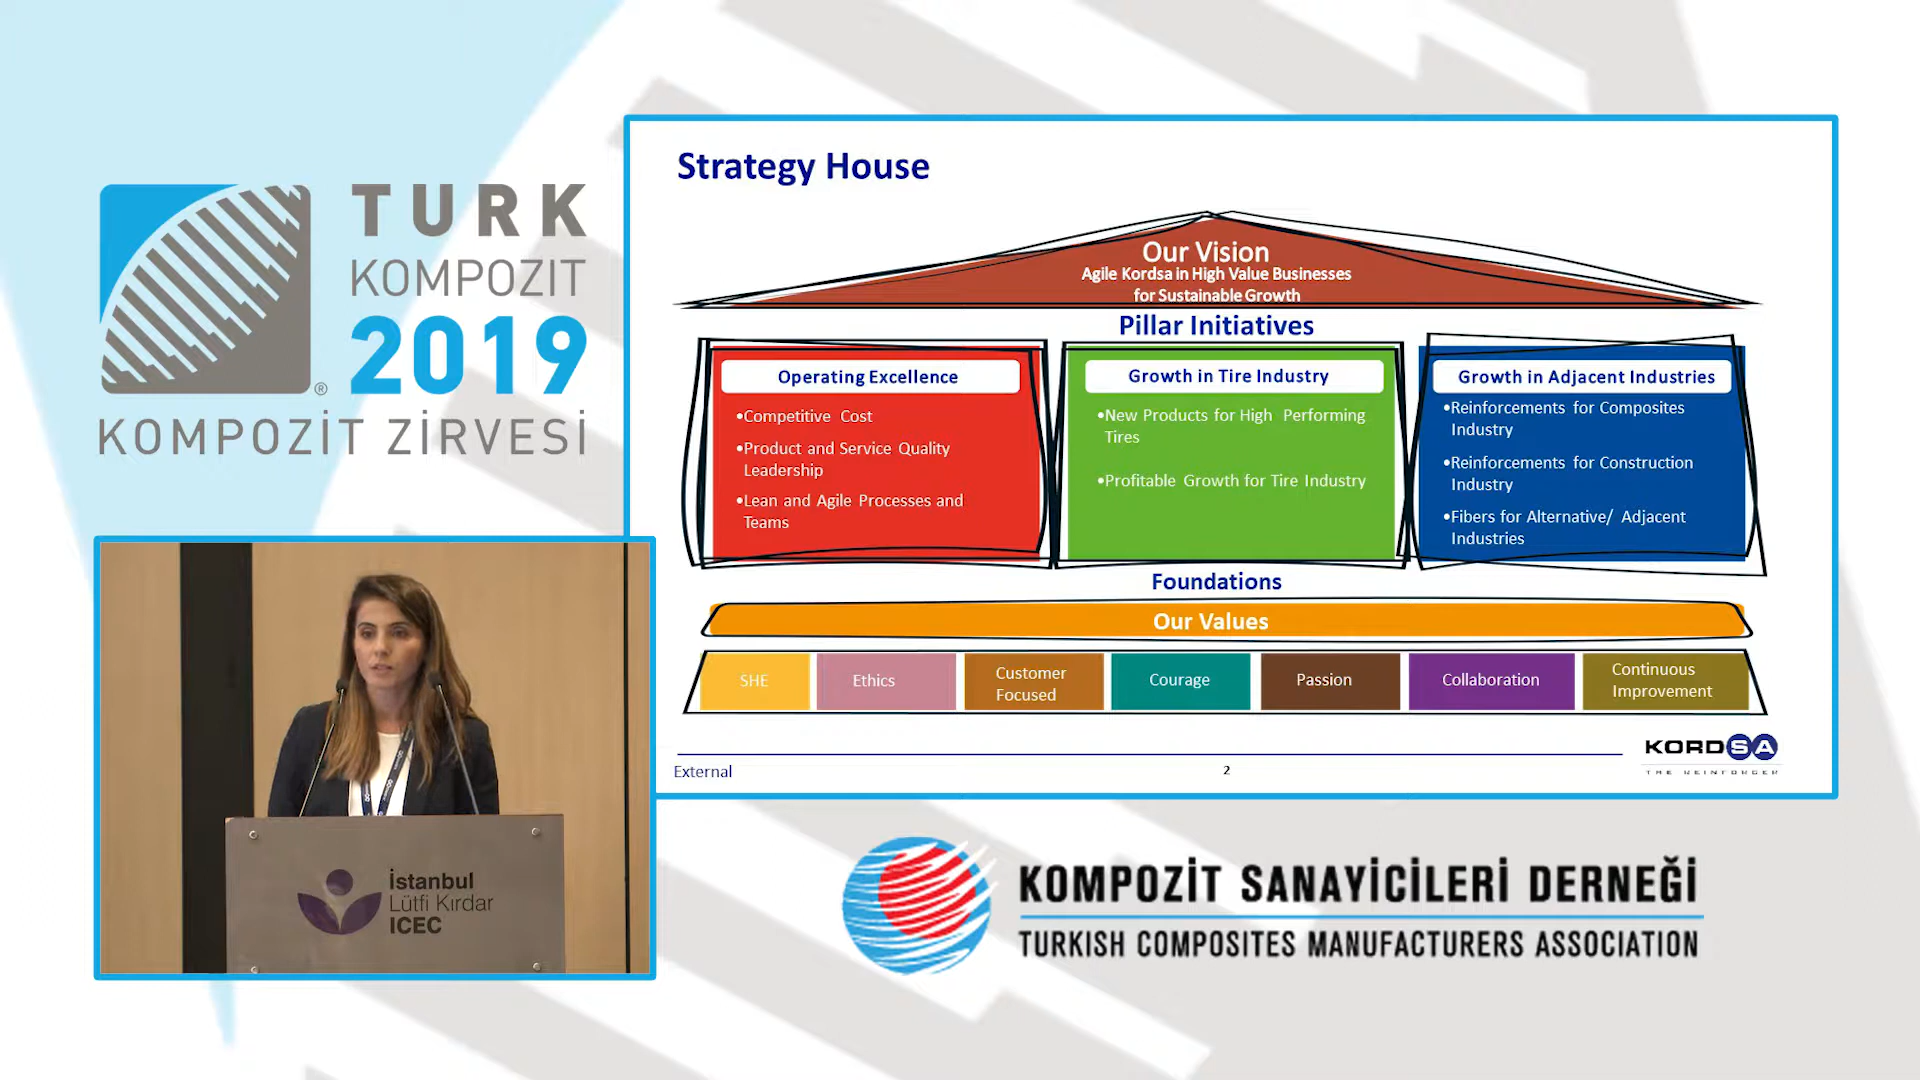 TURK
KOMPOZIT
2019
®
KOMPOZİT ZİRVESİ
Strategy House
Our Vision
Agile Kordsa in High Value Businesses
for Sustainable Growth
Pillar Initiatives
Operating Excellence
•Competitive Cost
•Product and Service Quality
Leadership
•Lean and Agile Processes and
Teams
Growth in Tire Industry
•New Products for High Performing
Tires
•Profitable Growth for Tire Industry
Growth in Adjacent Industries
•Reinforcements for Composites
Industry
•Reinforcements for Construction
Industry
•Fibers for Alternative/ Adjacent
Industries
Foundations
Our Values
SHE
Ethics
Customer
Focused
Courage
Passion
Collaboration
Continuous
Improvement
External
2
KORDSA
THE REINFORCER
İstanbul
Lütfi Kırdar
ICEC
KOMPOZİT SANAYİCİLERİ DERNEĞİ
TURKISH COMPOSITES MANUFACTURERS ASSOCIATION